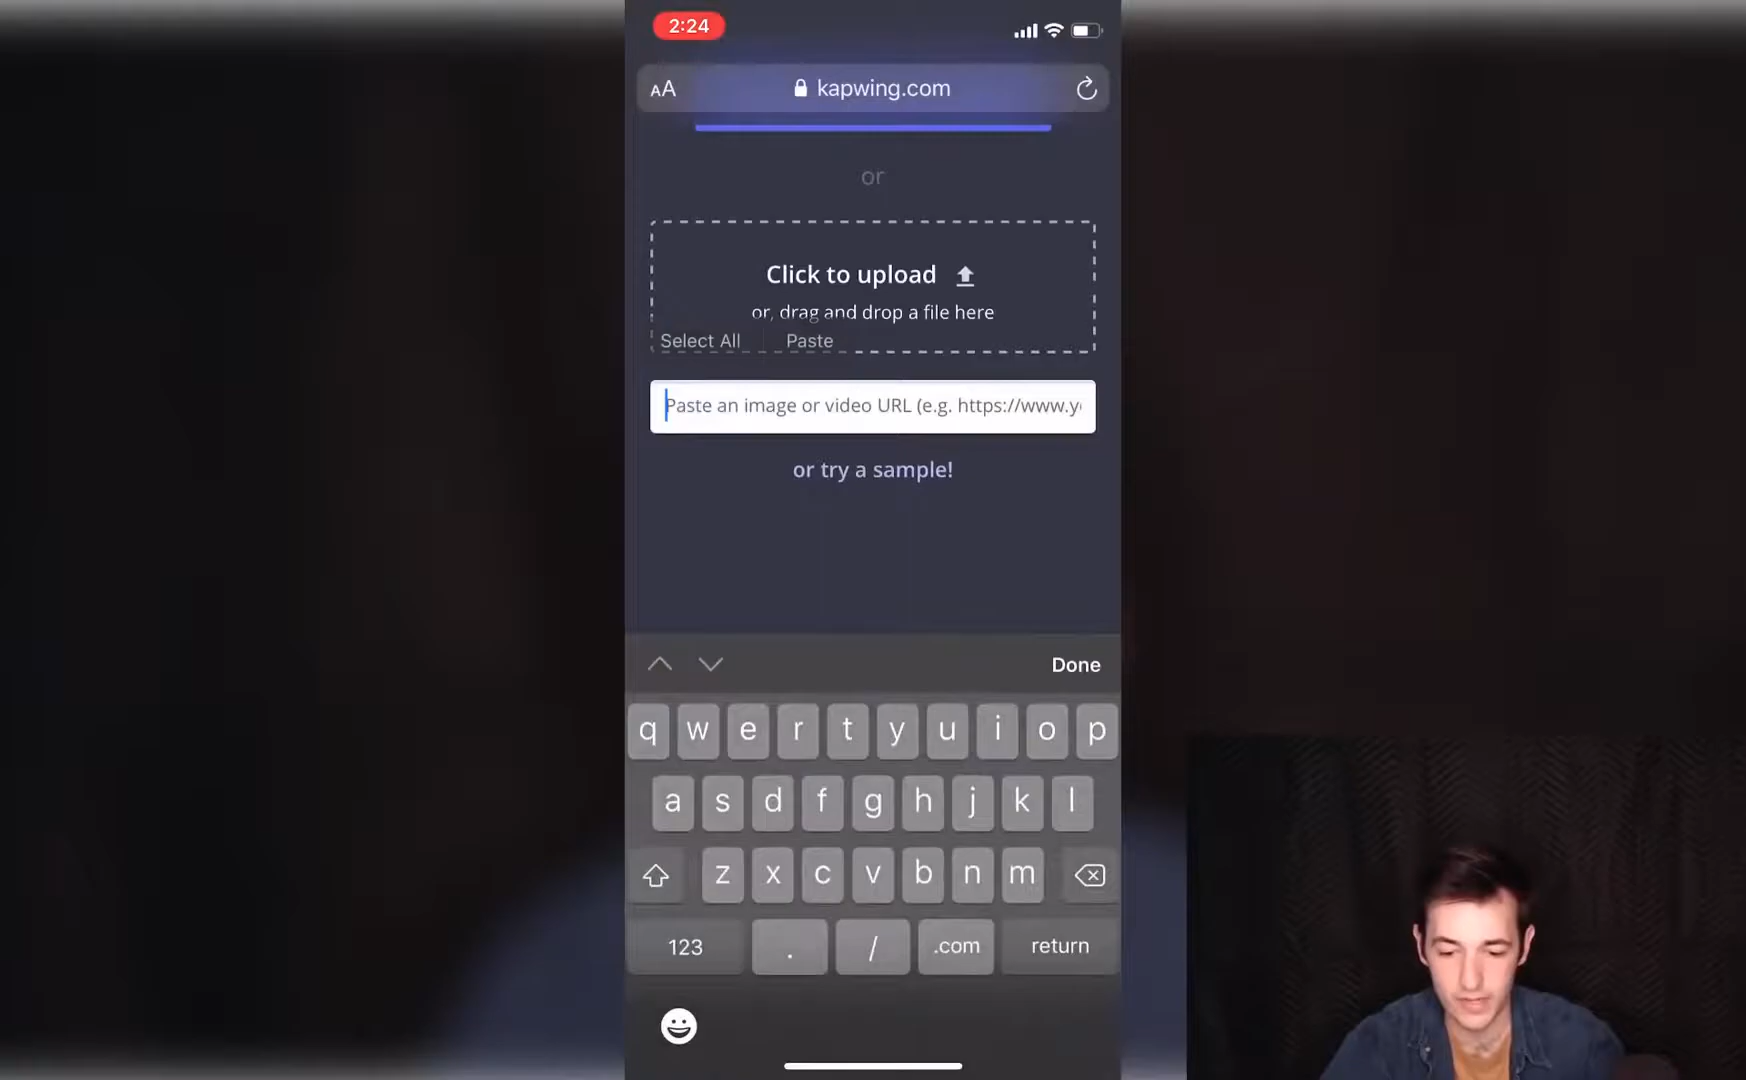 2:24
AA kapwing.com
or
Click to upload
or, drag and drop a file here
Select All Paste
Paste an image or video URL (e.g. https://www.y
or try a sample!
Done
q w e r t y u i o p
a s d f g h j k l
z x c v b n m
123 . / .com return